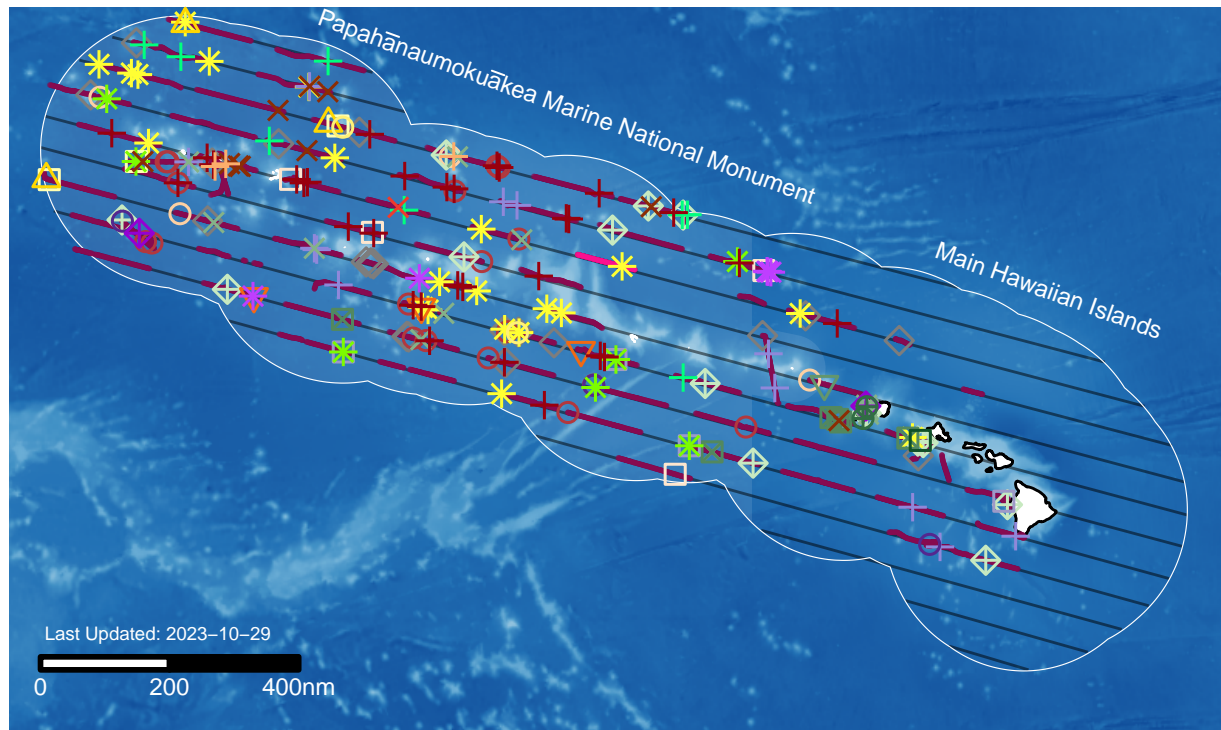 Papahānaumokuākea Marine National Monument
Main Hawaiian Islands
Last Updated: 2023−10−29
0 200 400nm